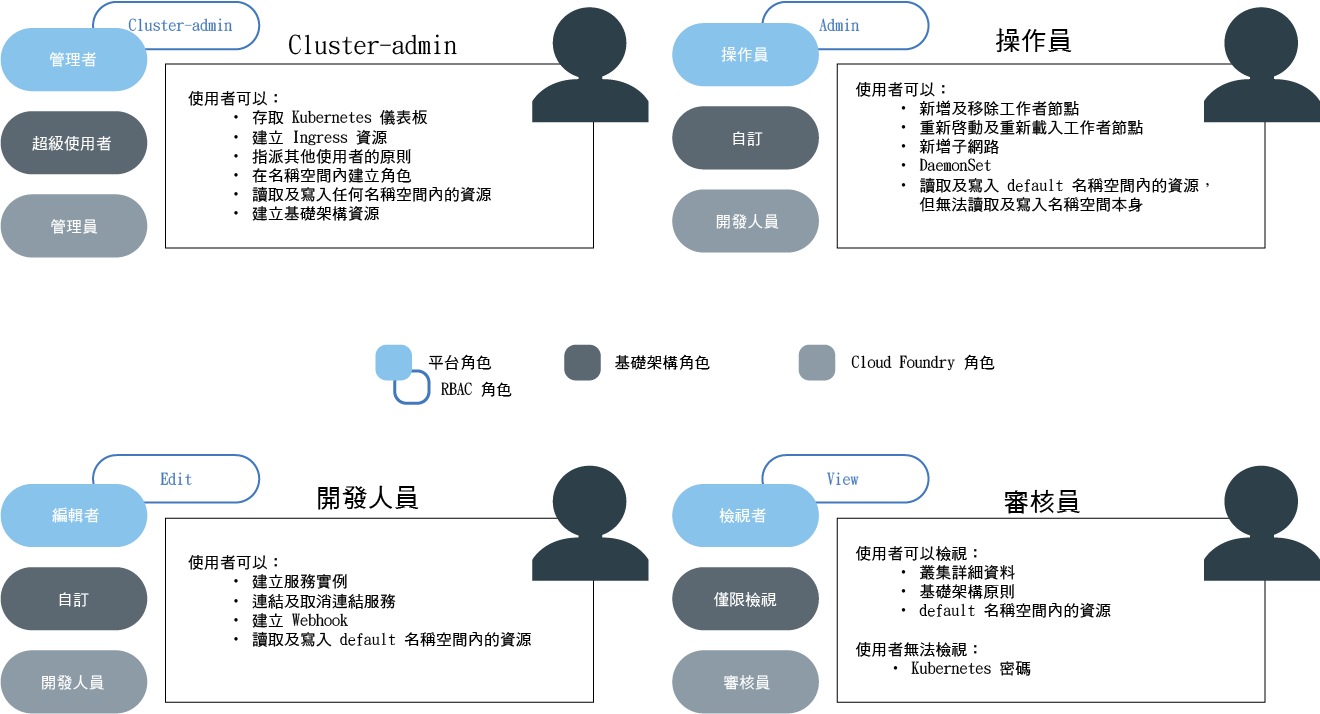 Cluster-admin
管理者
超級使用者
管理員
Cluster-admin
使用者可以：
• 存取 Kubernetes 儀表板
• 建立 Ingress 資源
• 指派其他使用者的原則
• 在名稱空間內建立角色
• 讀取及寫入任何名稱空間內的資源
• 建立基礎架構資源
Admin
操作員
自訂
開發人員
操作員
使用者可以：
• 新增及移除工作者節點
• 重新啓動及重新載入工作者節點
• 新增子網路
• DaemonSet
• 讀取及寫入 default 名稱空間內的資源，
但無法讀取及寫入名稱空間本身
平台角色
RBAC 角色
基礎架構角色
Cloud Foundry 角色
Edit
編輯者
自訂
開發人員
開發人員
使用者可以：
• 建立服務實例
• 連結及取消連結服務
• 建立 Webhook
• 讀取及寫入 default 名稱空間內的資源
View
檢視者
僅限檢視
審核員
審核員
使用者可以檢視：
• 叢集詳細資料
• 基礎架構原則
• default 名稱空間內的資源
使用者無法檢視：
• Kubernetes 密碼